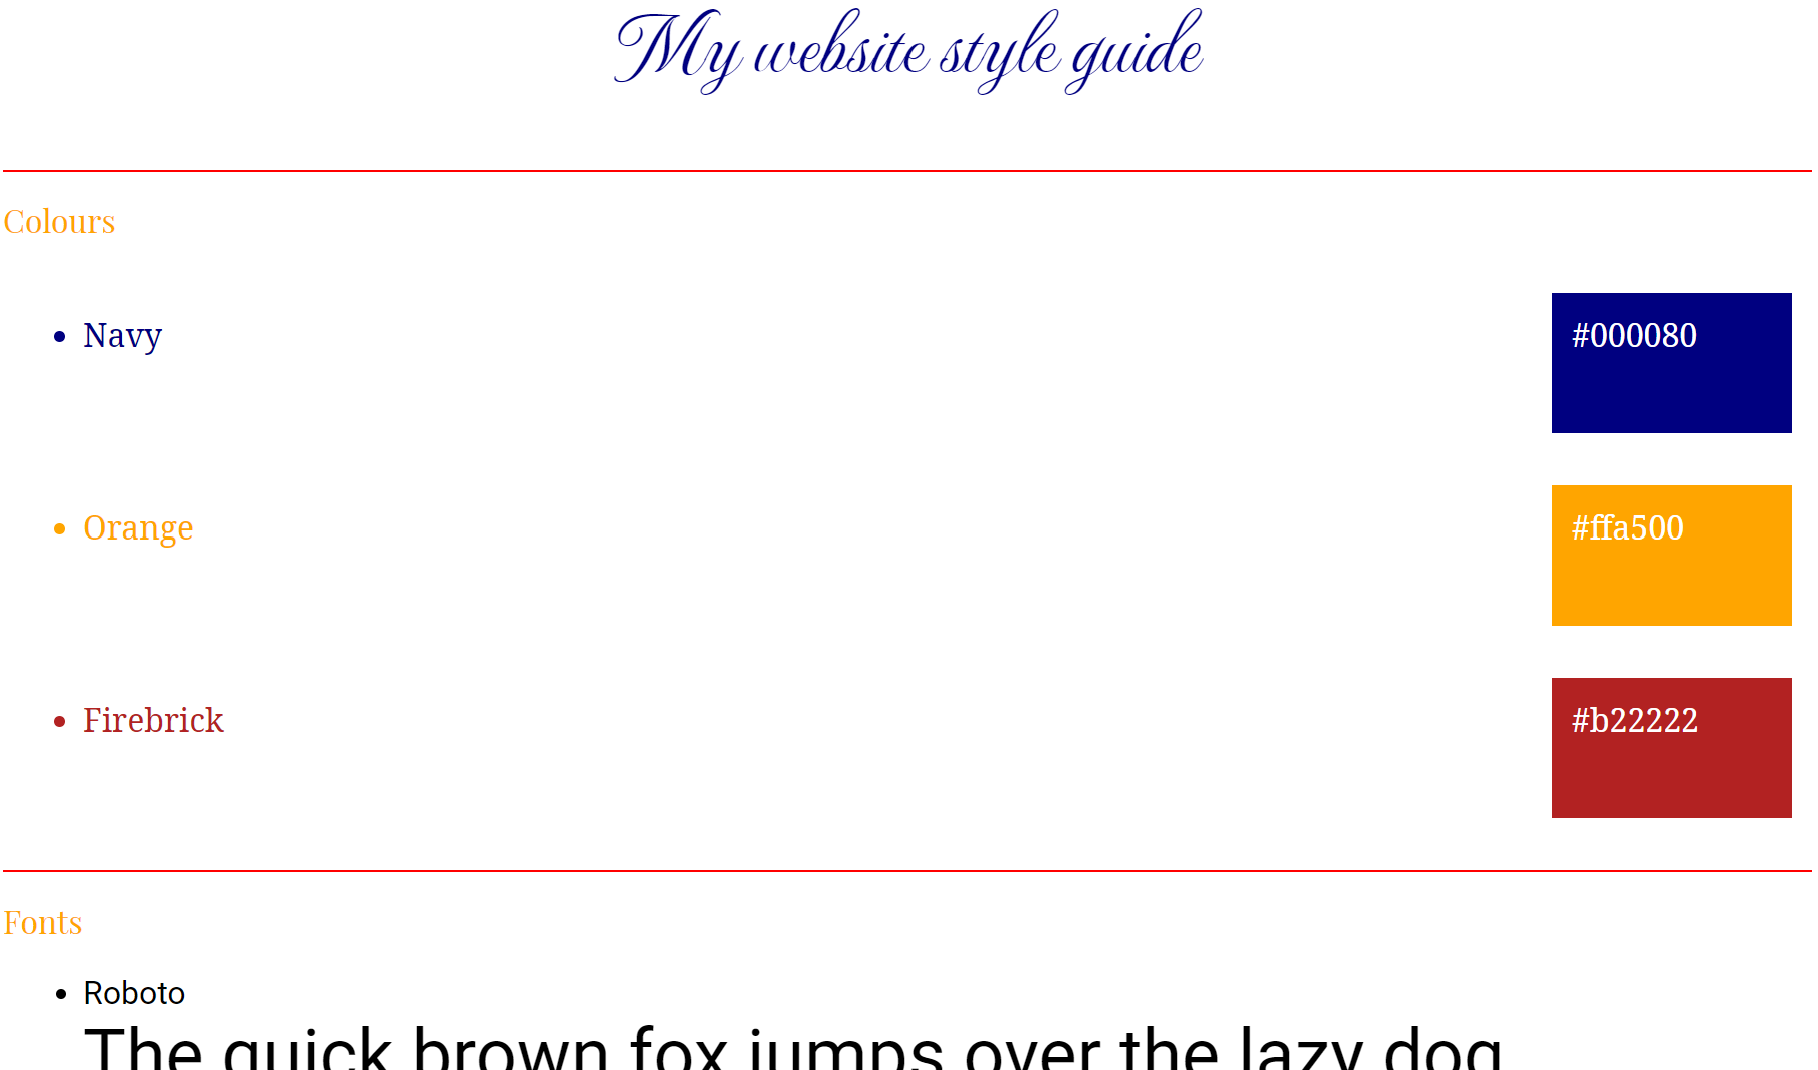 My website style guide
Colours
• Navy #000080
• Orange #ffa500
• Firebrick #b22222
Fonts
• Roboto
The quick brown fox jumps over the lazy dog